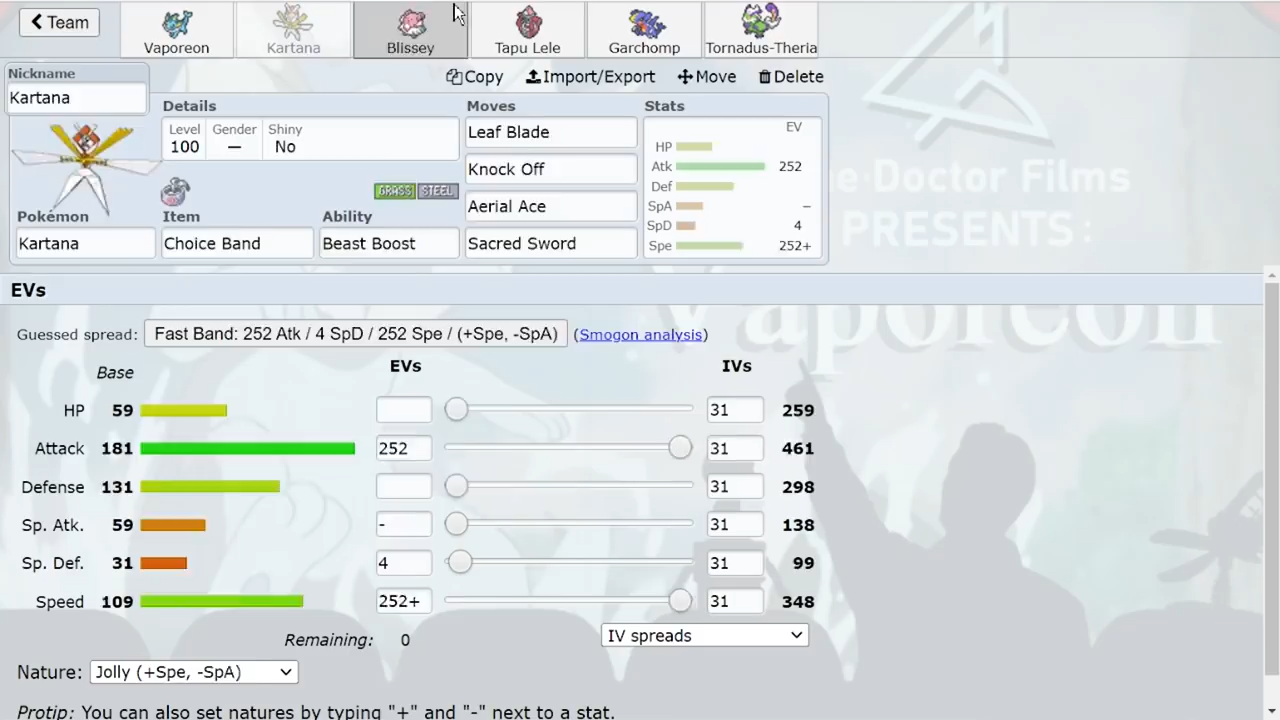 Team
Vaporeon
Kartana
Blissey
Tapu Lele
Garchomp
Tornadus-Theria
Nickname
Kartana
Copy Import/Export Move Delete
Details
Level
100
Gender
—
Shiny
No
Moves
Leaf Blade
Knock Off
Aerial Ace
Sacred Sword
Stats
EV
HP
Atk 252
Def
SpA –
SpD 4
Spe 252+
GRASS STEEL
Pokémon
Kartana
Item
Choice Band
Ability
Beast Boost
e Doctor Films
PRESENTS:
EVs
Vaporeon
Guessed spread: Fast Band: 252 Atk / 4 SpD / 252 Spe / (+Spe, -SpA) (Smogon analysis)
Base EVs IVs
HP 59 31 259
Attack 181 252 31 461
Defense 131 31 298
Sp. Atk. 59 - 31 138
Sp. Def. 31 4 31 99
Speed 109 252+ 31 348
Remaining: 0 IV spreads
Nature: Jolly (+Spe, -SpA)
Protip: You can also set natures by typing "+" and "-" next to a stat.